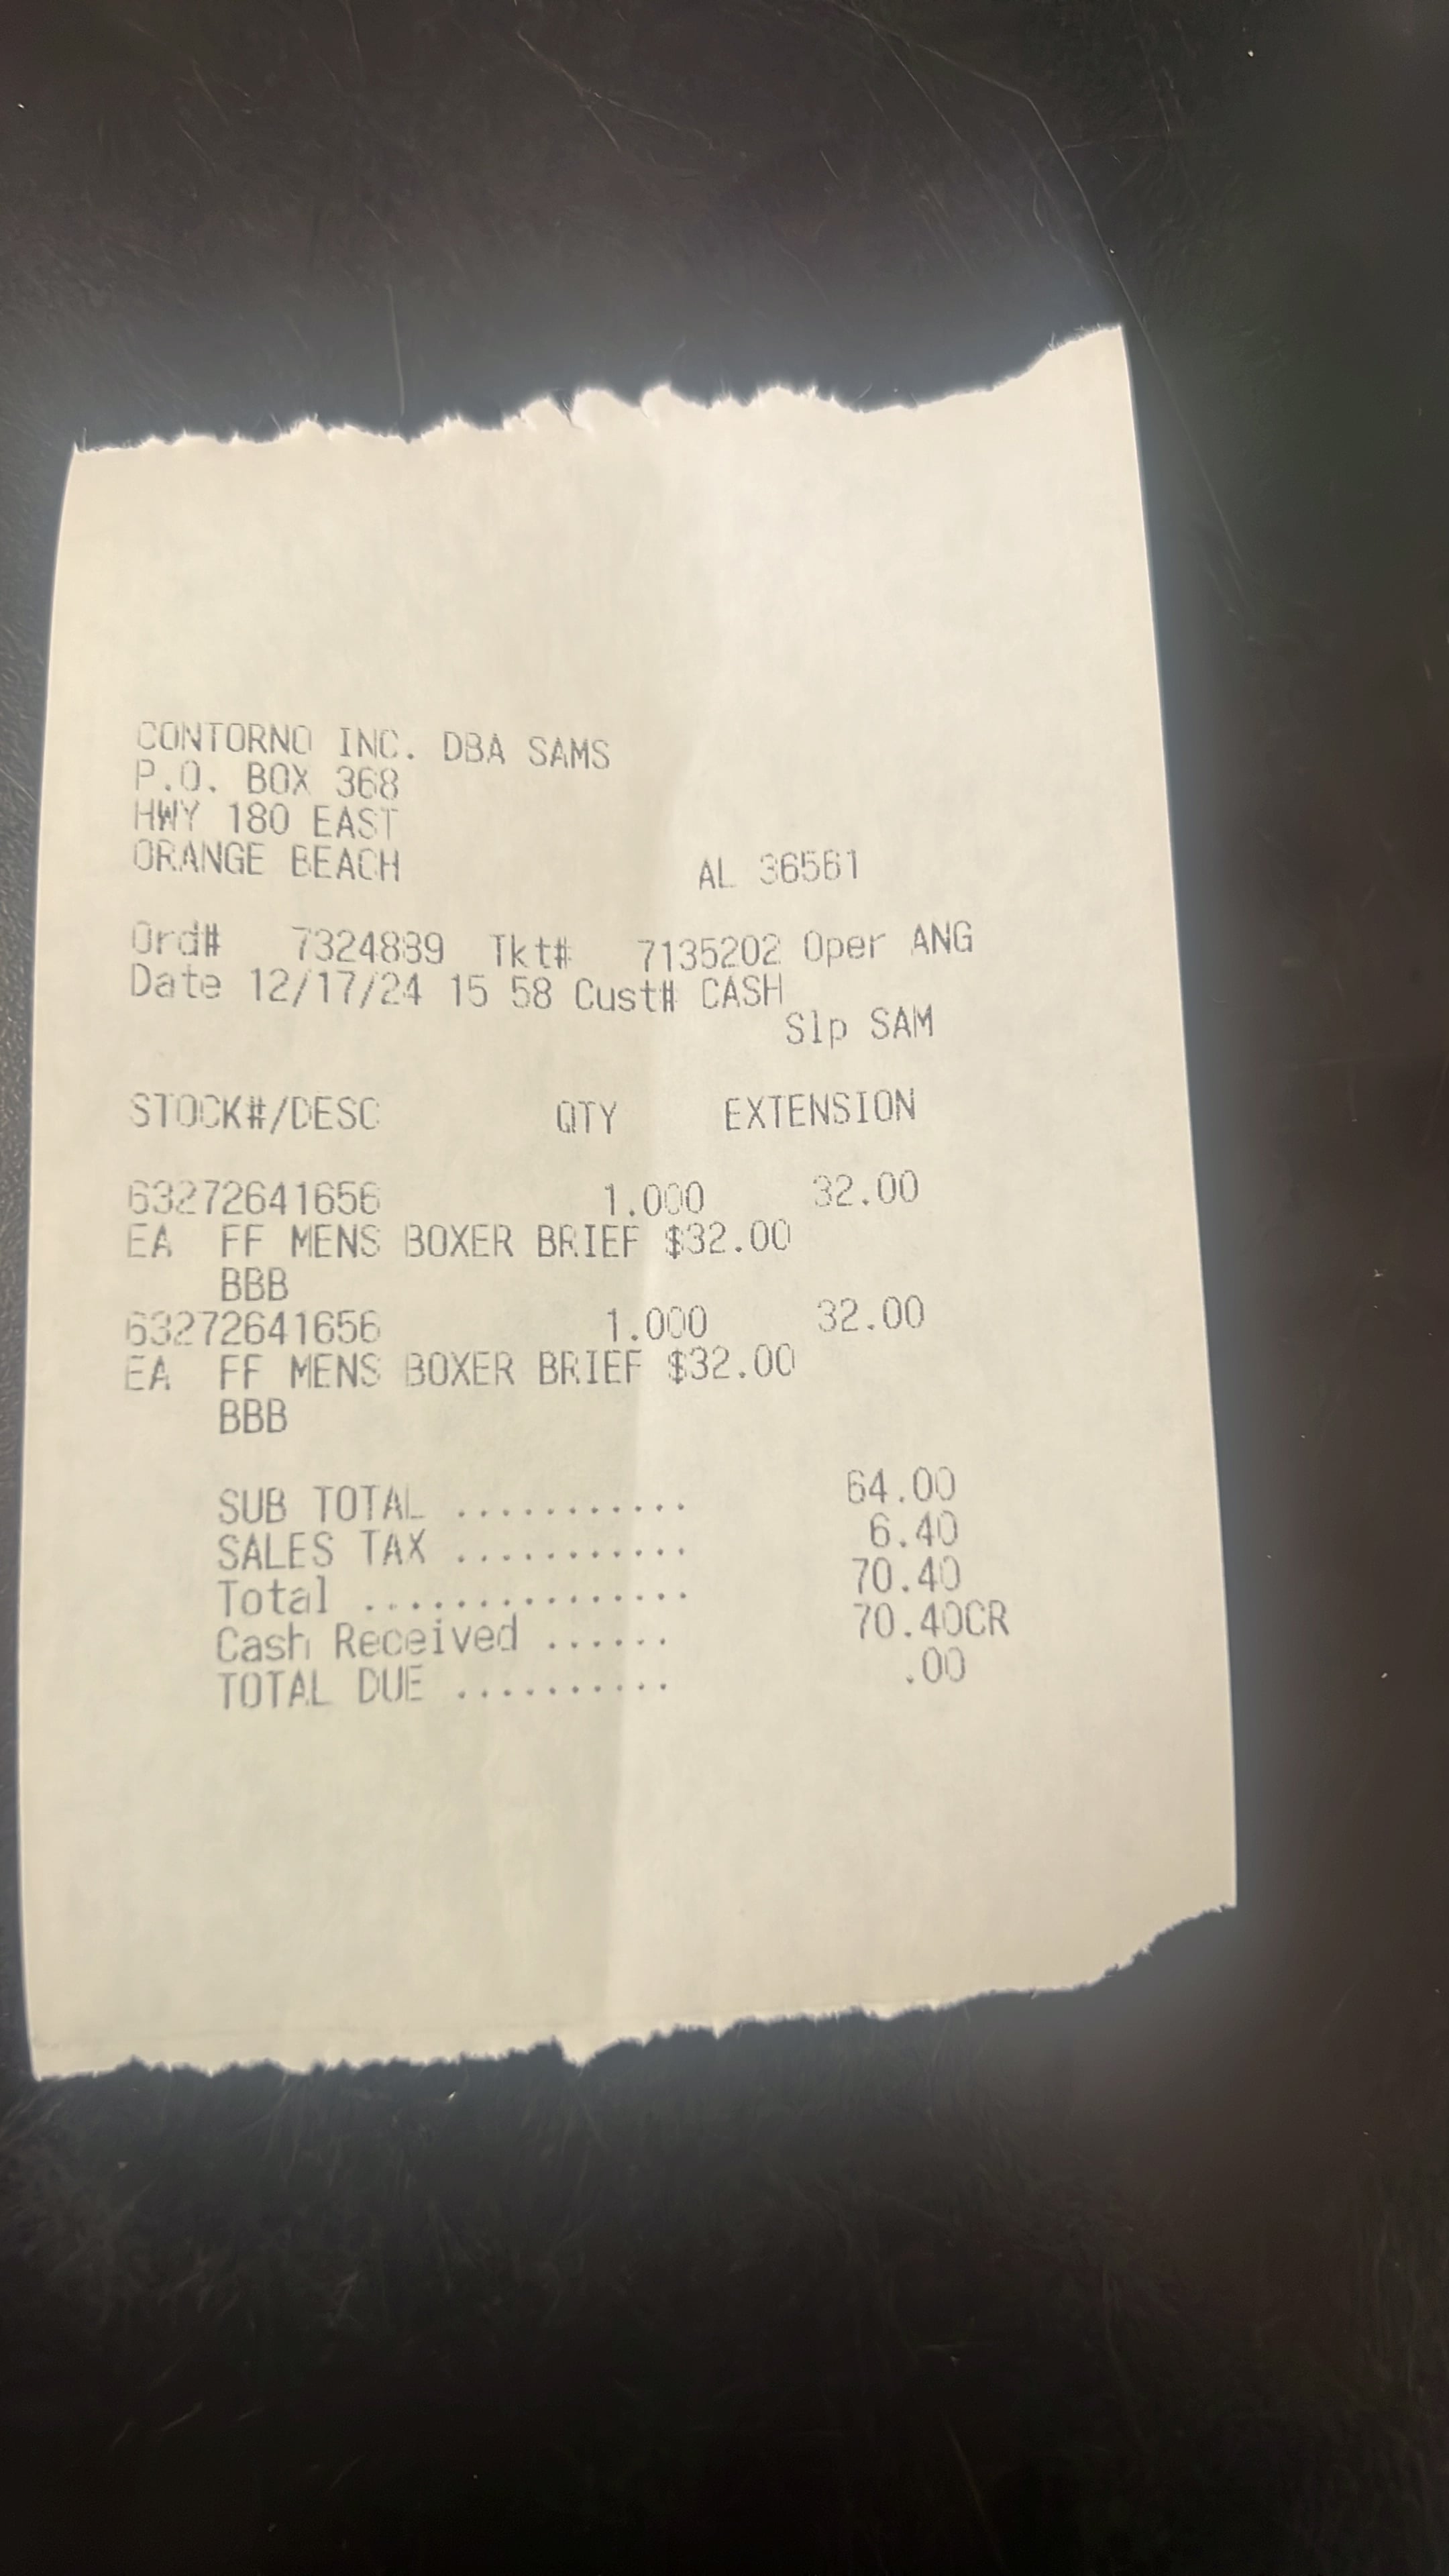 CONTORNO INC. DBA SAMS
P.O. BOX 368
HWY 180 EAST
ORANGE BEACH AL 36561
Ord# 7324889 Tkt# 7135202 Oper ANG
Date 12/17/24 15 58 Cust# CASH
Slp SAM
STOCK#/DESC QTY EXTENSION
63272641656 1.000 32.00
EA FF MENS BOXER BRIEF $32.00
BBB
63272641656 1.000 32.00
EA FF MENS BOXER BRIEF $32.00
BBB
SUB TOTAL ........... 64.00
SALES TAX ........... 6.40
Total ............... 70.40
Cash Received ...... 70.40CR
TOTAL DUE .......... .00